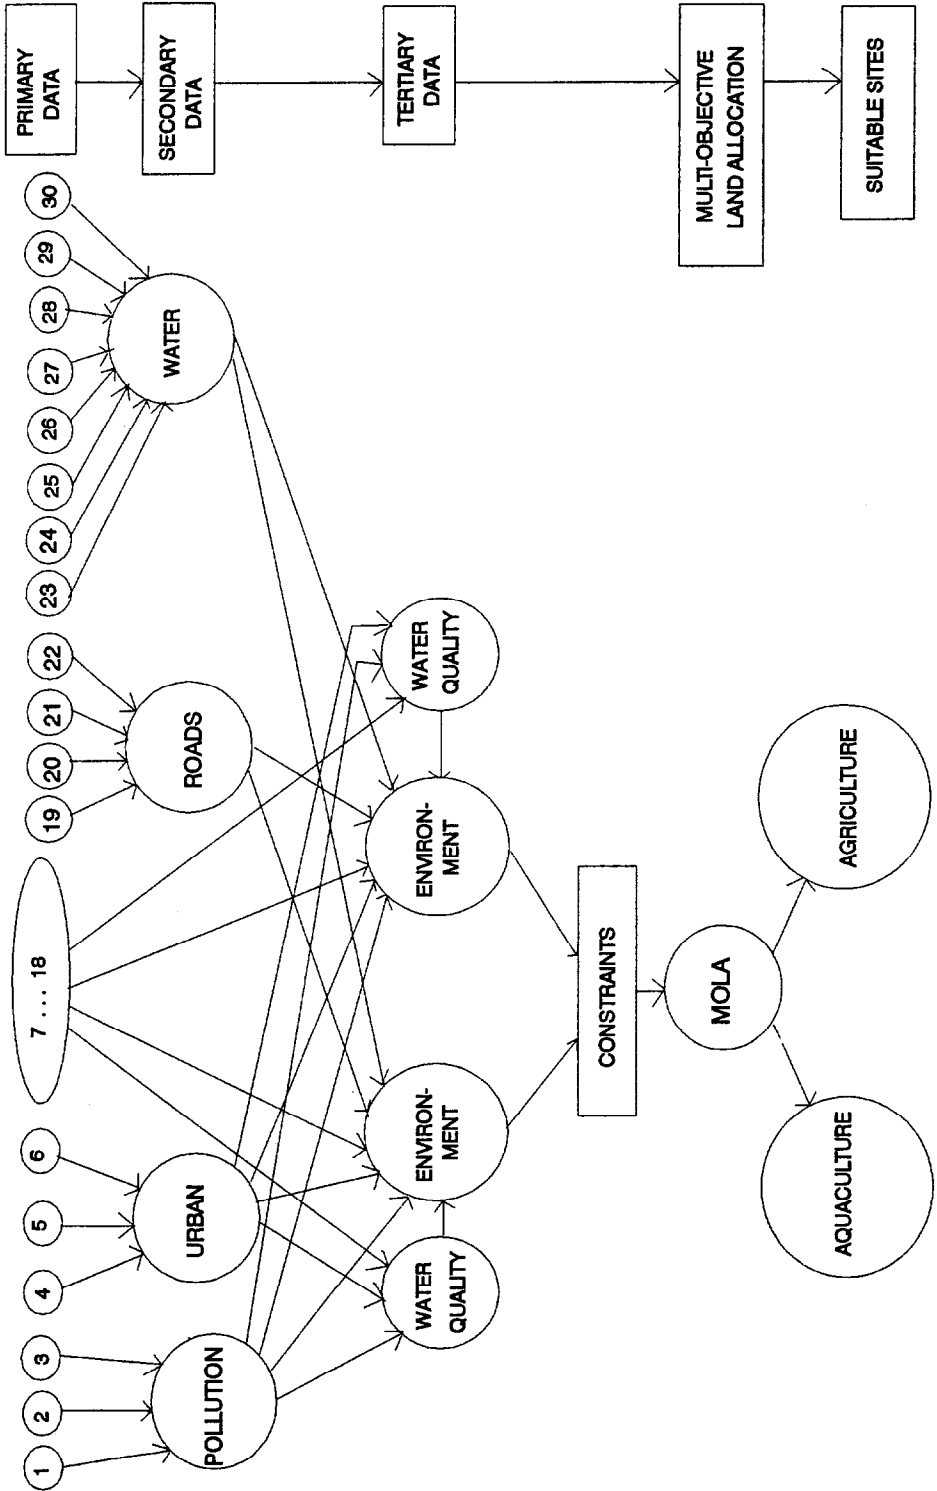 1
2
3
4
5
6
7 . . . 18
19
20
21
22
23
24
25
26
27
28
29
30
PRIMARY
DATA
POLLUTION
URBAN
ROADS
WATER
SECONDARY
DATA
WATER
QUALITY
ENVIRON-
MENT
ENVIRON-
MENT
WATER
QUALITY
TERTIARY
DATA
CONSTRAINTS
MOLA
MULTI-OBJECTIVE
LAND ALLOCATION
AQUACULTURE
AGRICULTURE
SUITABLE SITES